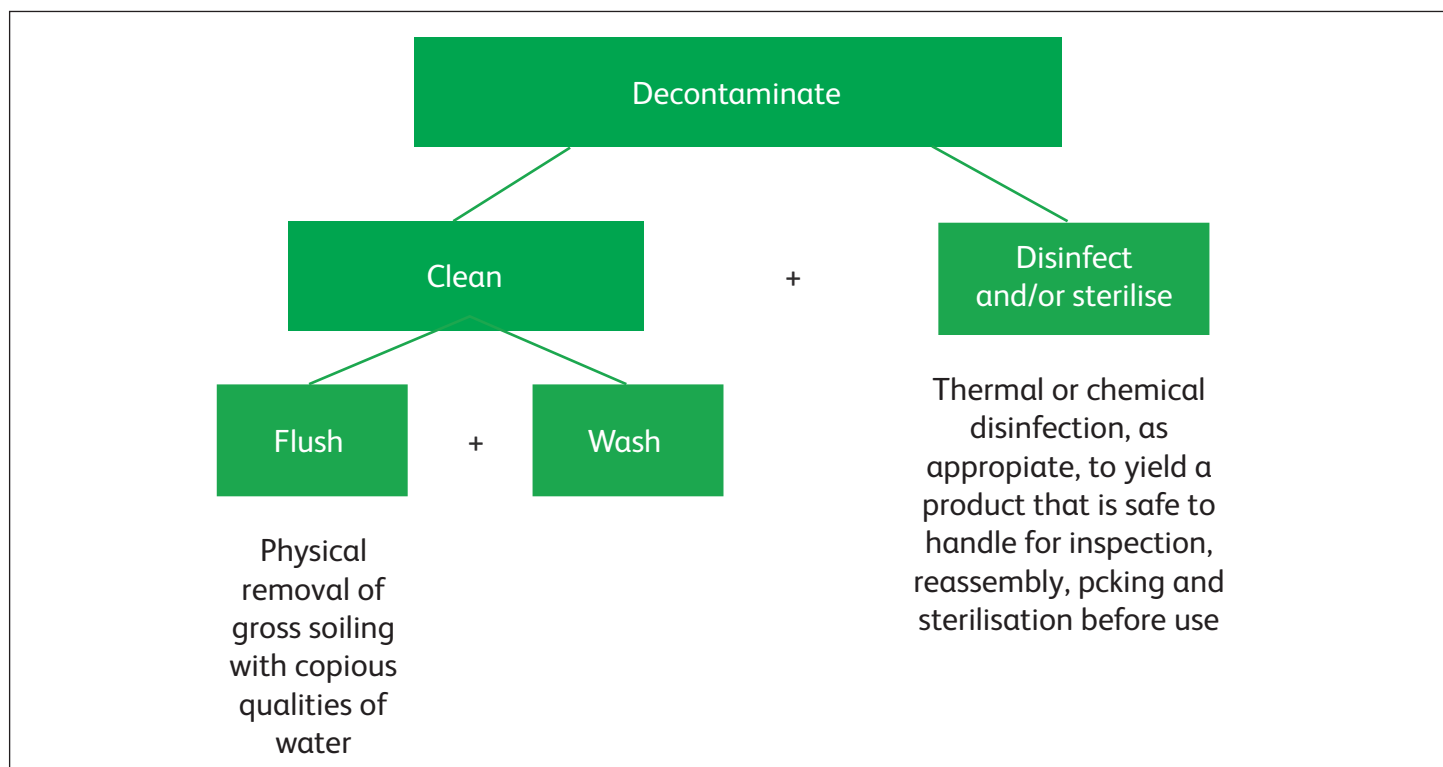 Decontaminate
Clean
+
Disinfect
and/or sterilise
Flush
+
Wash
Physical
removal of
gross soiling
with copious
qualities of
water
Thermal or chemical
disinfection, as
appropiate, to yield a
product that is safe to
handle for inspection,
reassembly, pcking and
sterilisation before use